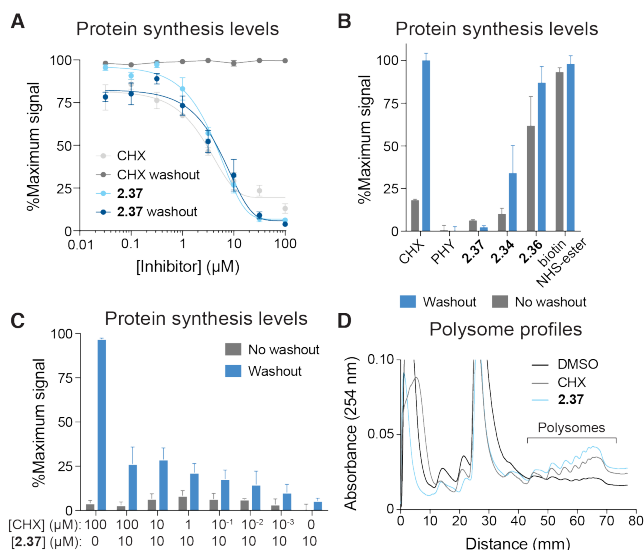 A
Protein synthesis levels
%Maximum signal
100
75
50
25
0
0.01
0.1
1.0
10
100
[Inhibitor] (µM)
CHX
CHX washout
2.37
2.37 washout
B
Protein synthesis levels
%Maximum signal
100
75
50
25
0
CHX
PHY
2.37
2.34
2.36
biotin
NHS-ester
Washout
No washout
C
Protein synthesis levels
%Maximum signal
100
75
50
25
0
No washout
Washout
[CHX] (µM): 100 100 10 1 10⁻¹ 10⁻² 10⁻³ 0
[2.37] (µM): 0 10 10 10 10 10 10 10
D
Polysome profiles
Absorbance (254 nm)
0.10
0.05
0
DMSO
CHX
2.37
Polysomes
0 10 20 30 40 50 60 70 80
Distance (mm)